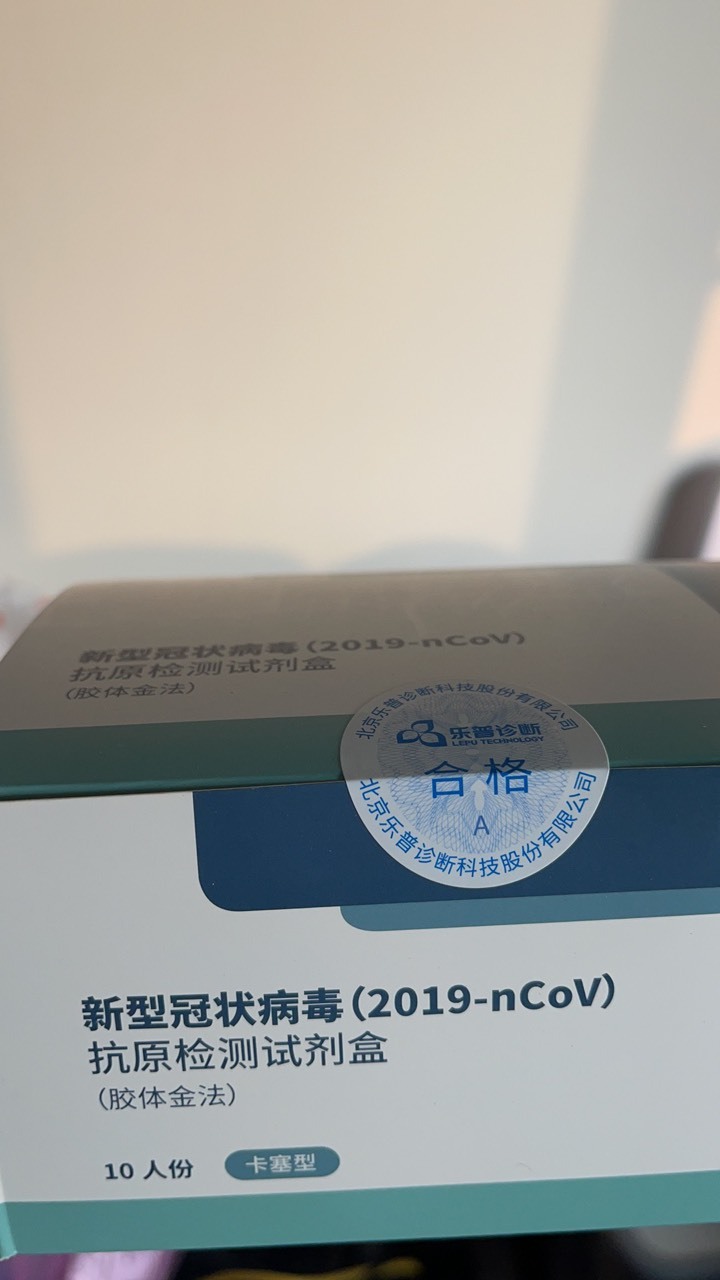 新型冠状病毒(2019-nCoV)
抗原检测试剂盒
(胶体金法)
北京乐普诊断科技股份有限公司
乐普诊断
LEPU TECHNOLOGY
合格
A
北京乐普诊断科技股份有限公司
新型冠状病毒(2019-nCoV)
抗原检测试剂盒
(胶体金法)
10 人份
卡塞型